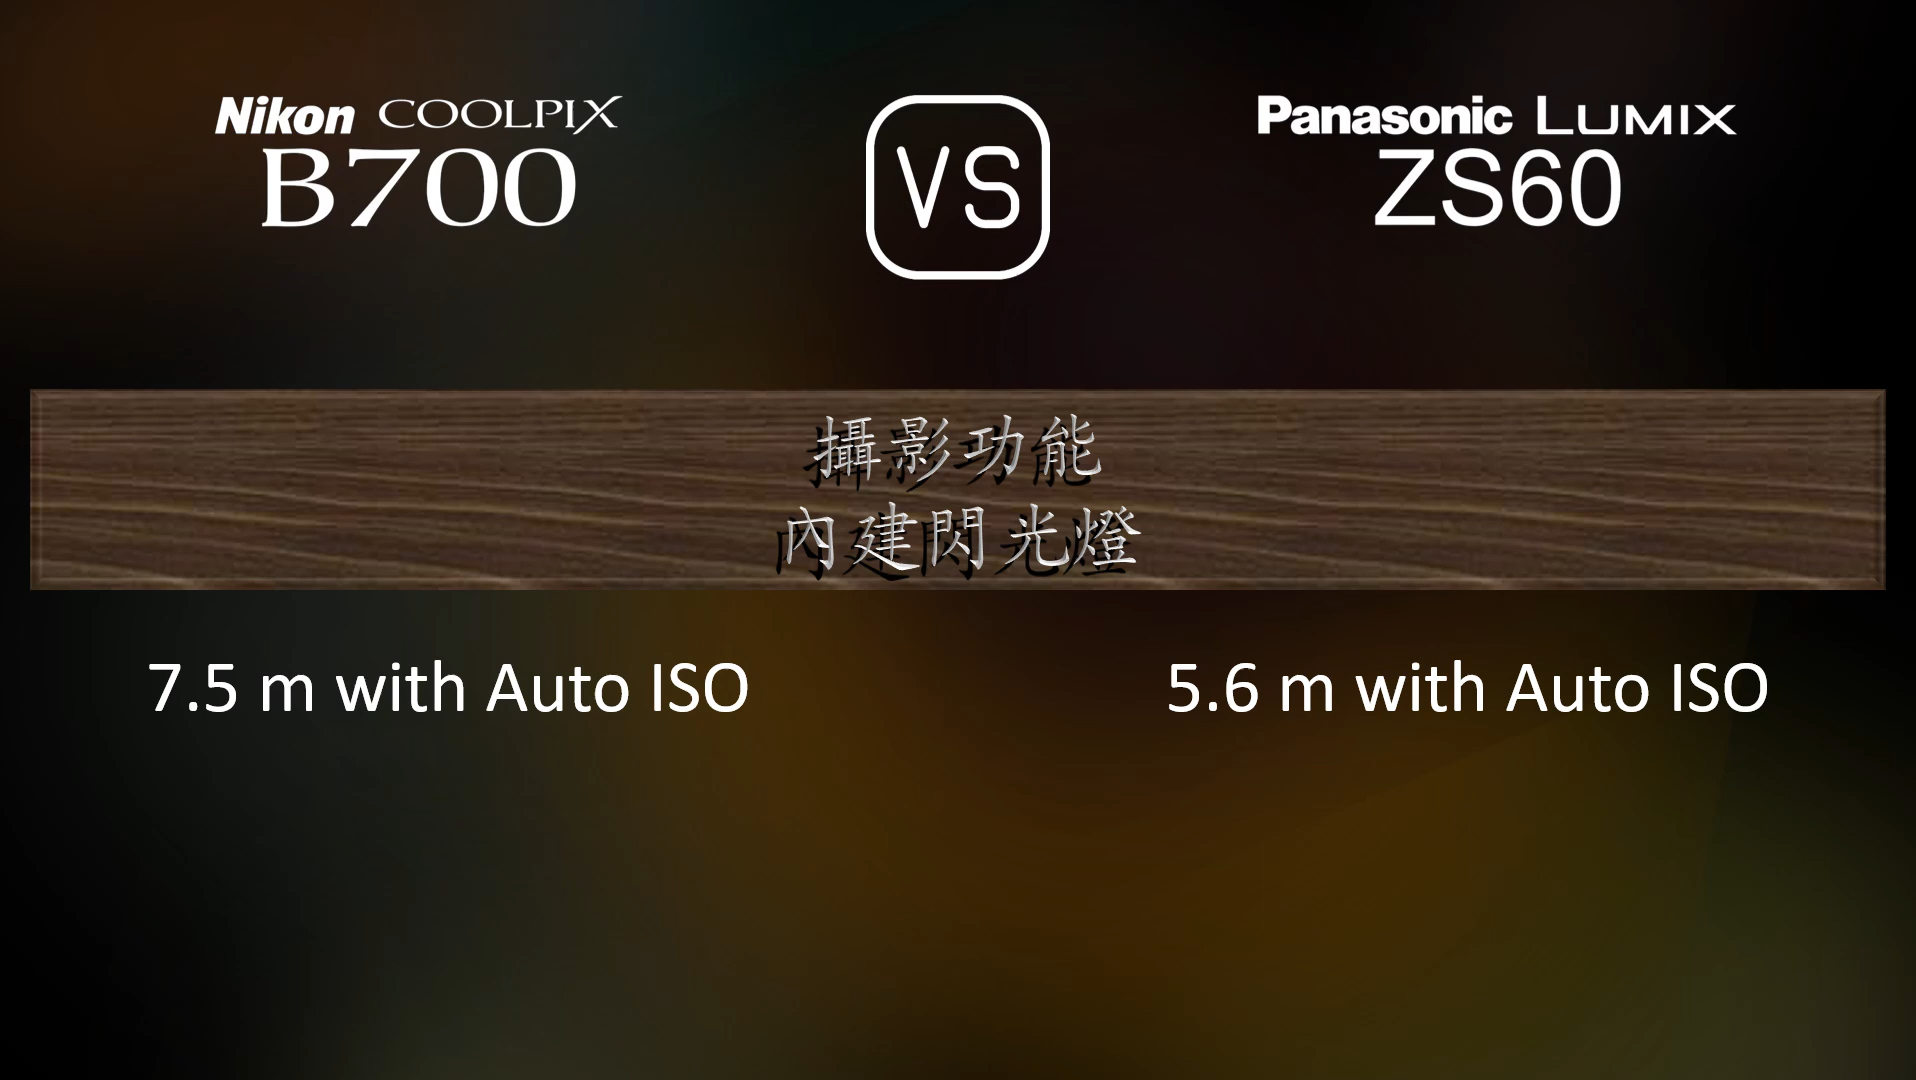 Nikon COOLPIX
B700
VS
Panasonic LUMIX
ZS60
攝影功能
內建閃光燈
7.5 m with Auto ISO
5.6 m with Auto ISO